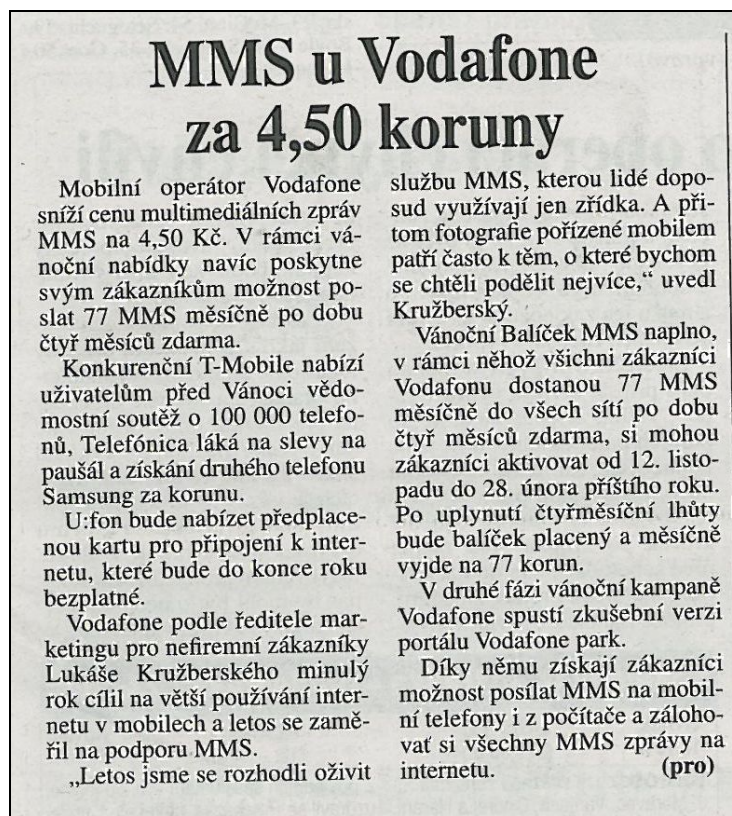 MMS u Vodafone
za 4,50 koruny
Mobilní operátor Vodafone
sníží cenu multimediálních zpráv
MMS na 4,50 Kč. V rámci vá-
noční nabídky navíc poskytne
svým zákazníkům možnost po-
slat 77 MMS měsíčně po dobu
čtyř měsíců zdarma.
Konkurenční T-Mobile nabízí
uživatelům před Vánoci vědo-
mostní soutěž o 100 000 telefo-
nů, Telefónica láká na slevy na
paušál a získání druhého telefonu
Samsung za korunu.
U:fon bude nabízet předplace-
nou kartu pro připojení k inter-
netu, které bude do konce roku
bezplatné.
Vodafone podle ředitele mar-
ketingu pro nefiremní zákazníky
Lukáše Kružberského minulý
rok cílil na větší používání inter-
netu v mobilech a letos se zamě-
řil na podporu MMS.
„Letos jsme se rozhodli oživit
službu MMS, kterou lidé dopo-
sud využívají jen zřídka. A při-
tom fotografie pořízené mobilem
patří často k těm, o které bychom
se chtěli podělit nejvíce,“ uvedl
Kružberský.
Vánoční Balíček MMS naplno,
v rámci něhož všichni zákazníci
Vodafonu dostanou 77 MMS
měsíčně do všech sítí po dobu
čtyř měsíců zdarma, si mohou
zákazníci aktivovat od 12. listo-
padu do 28. února příštího roku.
Po uplynutí čtyřměsíční lhůty
bude balíček placený a měsíčně
vyjde na 77 korun.
V druhé fázi vánoční kampaně
Vodafone spustí zkušební verzi
portálu Vodafone park.
Díky němu získají zákazníci
možnost posílat MMS na mobil-
ní telefony i z počítače a záloho-
vať si všechny MMS zprávy na
internetu. (pro)